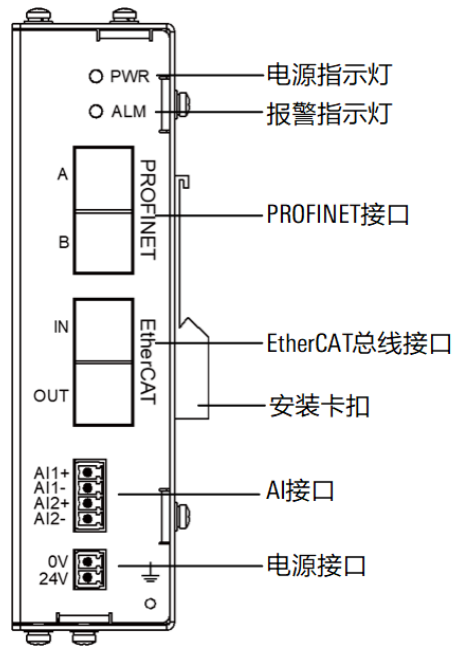 PWR
电源指示灯
ALM
报警指示灯
A
B
PROFINET
PROFINET接口
IN
OUT
EtherCAT
EtherCAT总线接口
安装卡扣
AI1+
AI1-
AI2+
AI2-
AI接口
0V
24V
电源接口